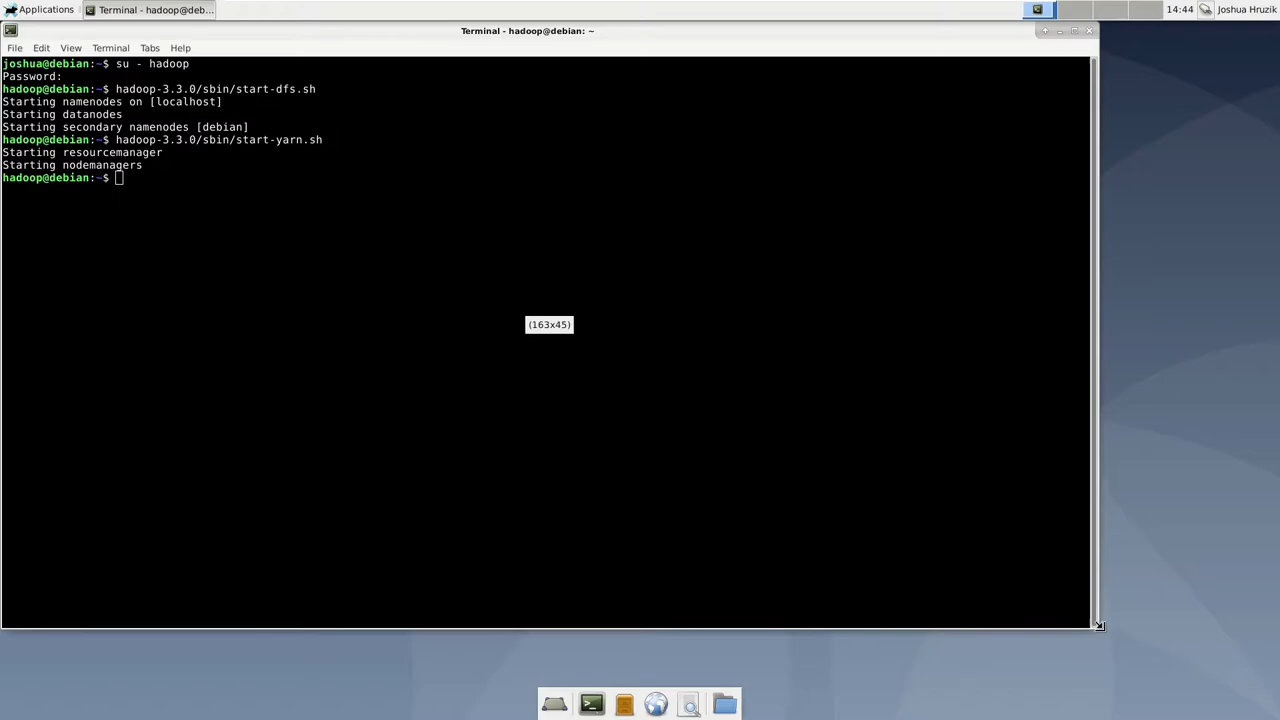 Applications
Terminal - hadoop@deb...
14:44
Joshua Hruzik
Terminal - hadoop@debian: ~
File Edit View Terminal Tabs Help
joshua@debian:~$ su - hadoop
Password:
hadoop@debian:~$ hadoop-3.3.0/sbin/start-dfs.sh
Starting namenodes on [localhost]
Starting datanodes
Starting secondary namenodes [debian]
hadoop@debian:~$ hadoop-3.3.0/sbin/start-yarn.sh
Starting resourcemanager
Starting nodemanagers
hadoop@debian:~$
(163x45)